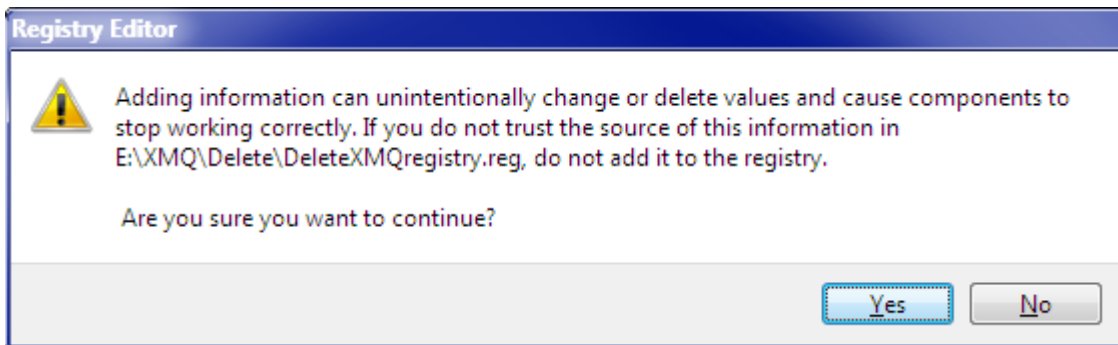 Registry Editor
Adding information can unintentionally change or delete values and cause components to
stop working correctly. If you do not trust the source of this information in
E:\XMQ\Delete\DeleteXMQregistry.reg, do not add it to the registry.
Are you sure you want to continue?
Yes No